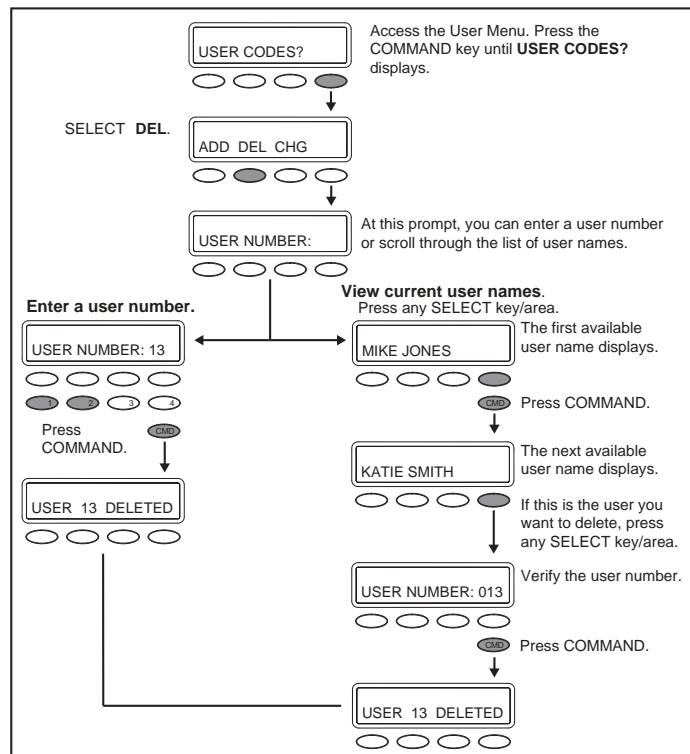 USER CODES?
Access the User Menu. Press the
COMMAND key until USER CODES?
displays.
SELECT DEL.
ADD DEL CHG
USER NUMBER:
At this prompt, you can enter a user number
or scroll through the list of user names.
Enter a user number.
USER NUMBER: 13
1 2 3 4
Press
COMMAND.
CMD
USER 13 DELETED
View current user names.
Press any SELECT key/area.
MIKE JONES
The first available
user name displays.
CMD
Press COMMAND.
KATIE SMITH
The next available
user name displays.
If this is the user you
want to delete, press
any SELECT key/area.
USER NUMBER: 013
Verify the user number.
CMD
Press COMMAND.
USER 13 DELETED